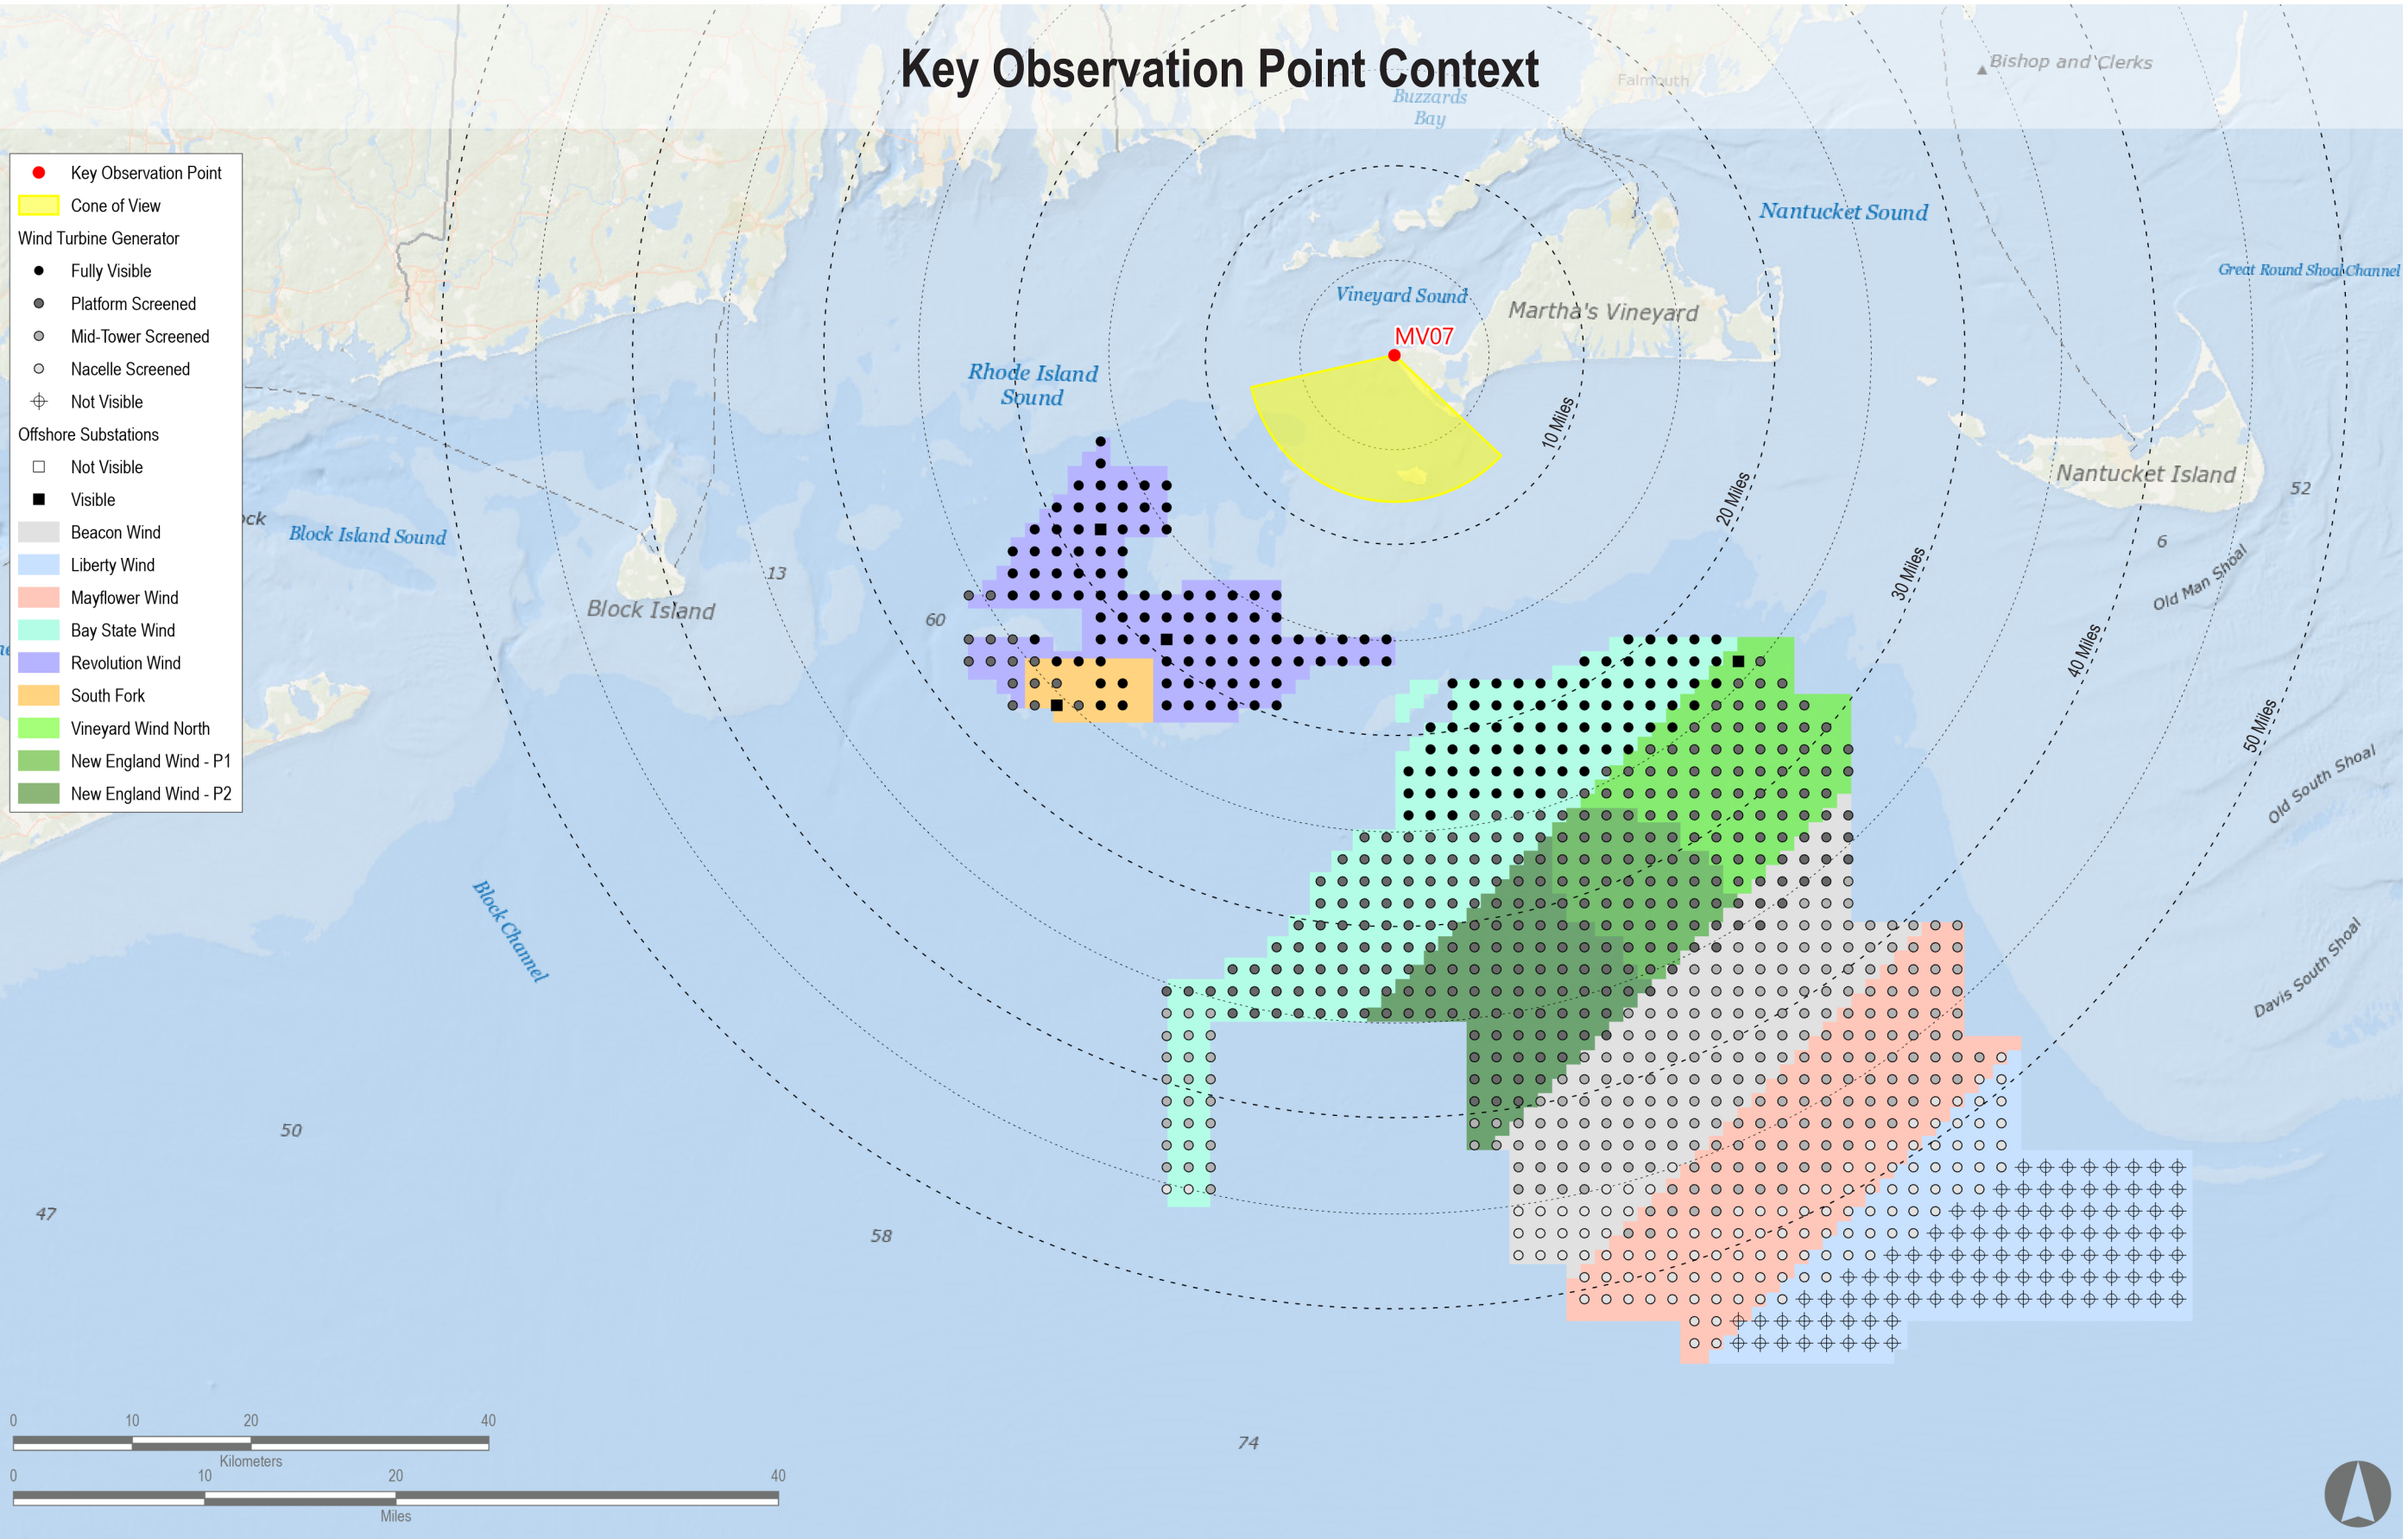 Key Observation Point Context
Bishop and Clerks
Falmouth
Buzzards
Bay
Nantucket Sound
Great Round Shoal Channel
Key Observation Point
Cone of View
Wind Turbine Generator
Fully Visible
Platform Screened
Mid-Tower Screened
Nacelle Screened
Not Visible
Offshore Substations
Not Visible
Visible
Beacon Wind
Liberty Wind
Mayflower Wind
Bay State Wind
Revolution Wind
South Fork
Vineyard Wind North
New England Wind - P1
New England Wind - P2
Vineyard Sound
Martha's Vineyard
MV07
Rhode Island
Sound
10 Miles
20 Miles
30 Miles
40 Miles
50 Miles
Nantucket Island
52
6
Old Man Shoal
Old South Shoal
Davis South Shoal
ock
Block Island Sound
13
Block Island
60
Block Channel
50
47
58
74
0 10 20 40
Kilometers
0 10 20 40
Miles